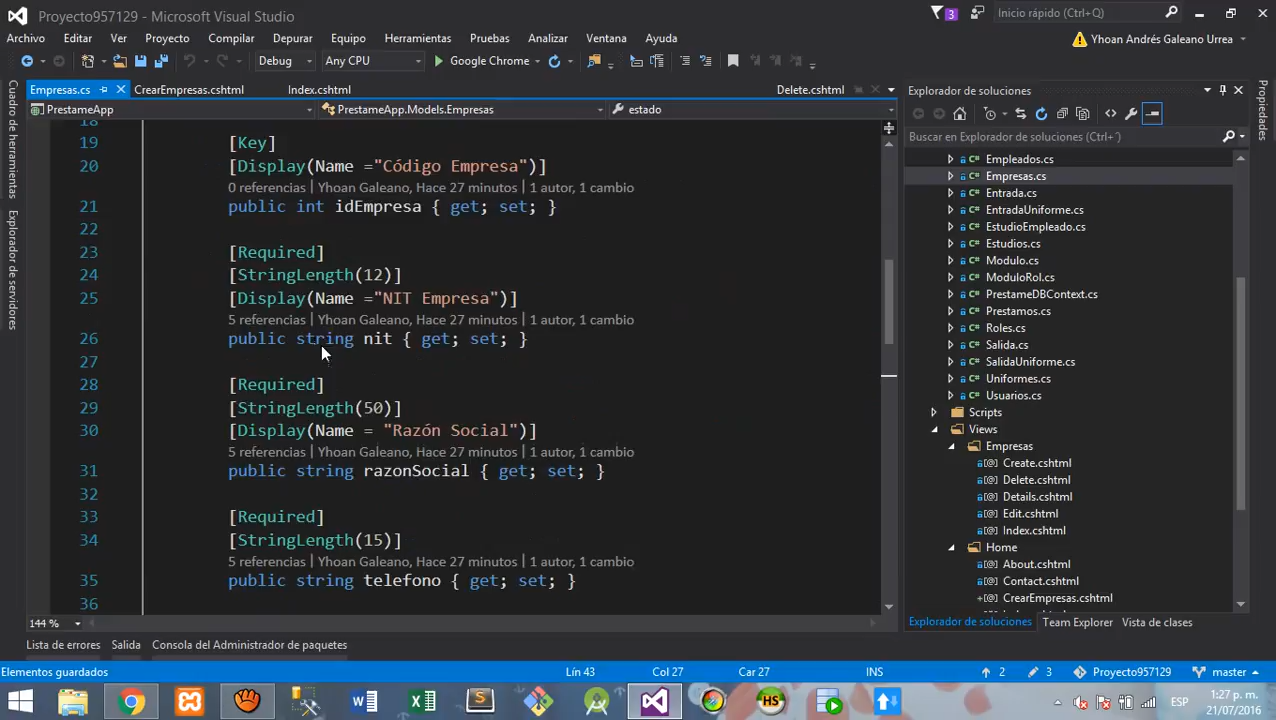 Proyecto957129 - Microsoft Visual Studio
3
Inicio rápido (Ctrl+Q)
Archivo Editar Ver Proyecto Compilar Depurar Equipo Herramientas Pruebas Analizar Ventana Ayuda
Yhoan Andrés Galeano Urrea
Debug Any CPU Google Chrome
Empresas.cs CrearEmpresas.cshtml Index.cshtml Delete.cshtml
PrestameApp PrestameApp.Models.Empresas estado
Cuadro de herramientas
Explorador de servidores
18
19 [Key]
20 [Display(Name ="Código Empresa")]
0 referencias | Yhoan Galeano, Hace 27 minutos | 1 autor, 1 cambio
21 public int idEmpresa { get; set; }
22
23 [Required]
24 [StringLength(12)]
25 [Display(Name ="NIT Empresa")]
5 referencias | Yhoan Galeano, Hace 27 minutos | 1 autor, 1 cambio
26 public string nit { get; set; }
27
28 [Required]
29 [StringLength(50)]
30 [Display(Name = "Razón Social")]
5 referencias | Yhoan Galeano, Hace 27 minutos | 1 autor, 1 cambio
31 public string razonSocial { get; set; }
32
33 [Required]
34 [StringLength(15)]
5 referencias | Yhoan Galeano, Hace 27 minutos | 1 autor, 1 cambio
35 public string telefono { get; set; }
36
144 %
Explorador de soluciones
Buscar en Explorador de soluciones (Ctrl+´)
Empleados.cs
Empresas.cs
Entrada.cs
EntradaUniforme.cs
EstudioEmpleado.cs
Estudios.cs
Modulo.cs
ModuloRol.cs
PrestameDBContext.cs
Prestamos.cs
Roles.cs
Salida.cs
SalidaUniforme.cs
Uniformes.cs
Usuarios.cs
Scripts
Views
Empresas
Create.cshtml
Delete.cshtml
Details.cshtml
Edit.cshtml
Index.cshtml
Home
About.cshtml
Contact.cshtml
CrearEmpresas.cshtml
Explorador de soluciones Team Explorer Vista de clases
Propiedades
Lista de errores Salida Consola del Administrador de paquetes
Elementos guardados Lín 43 Col 27 Car 27 INS 2 3 Proyecto957129 master
HS
ESP
1:27 p. m.
21/07/2016